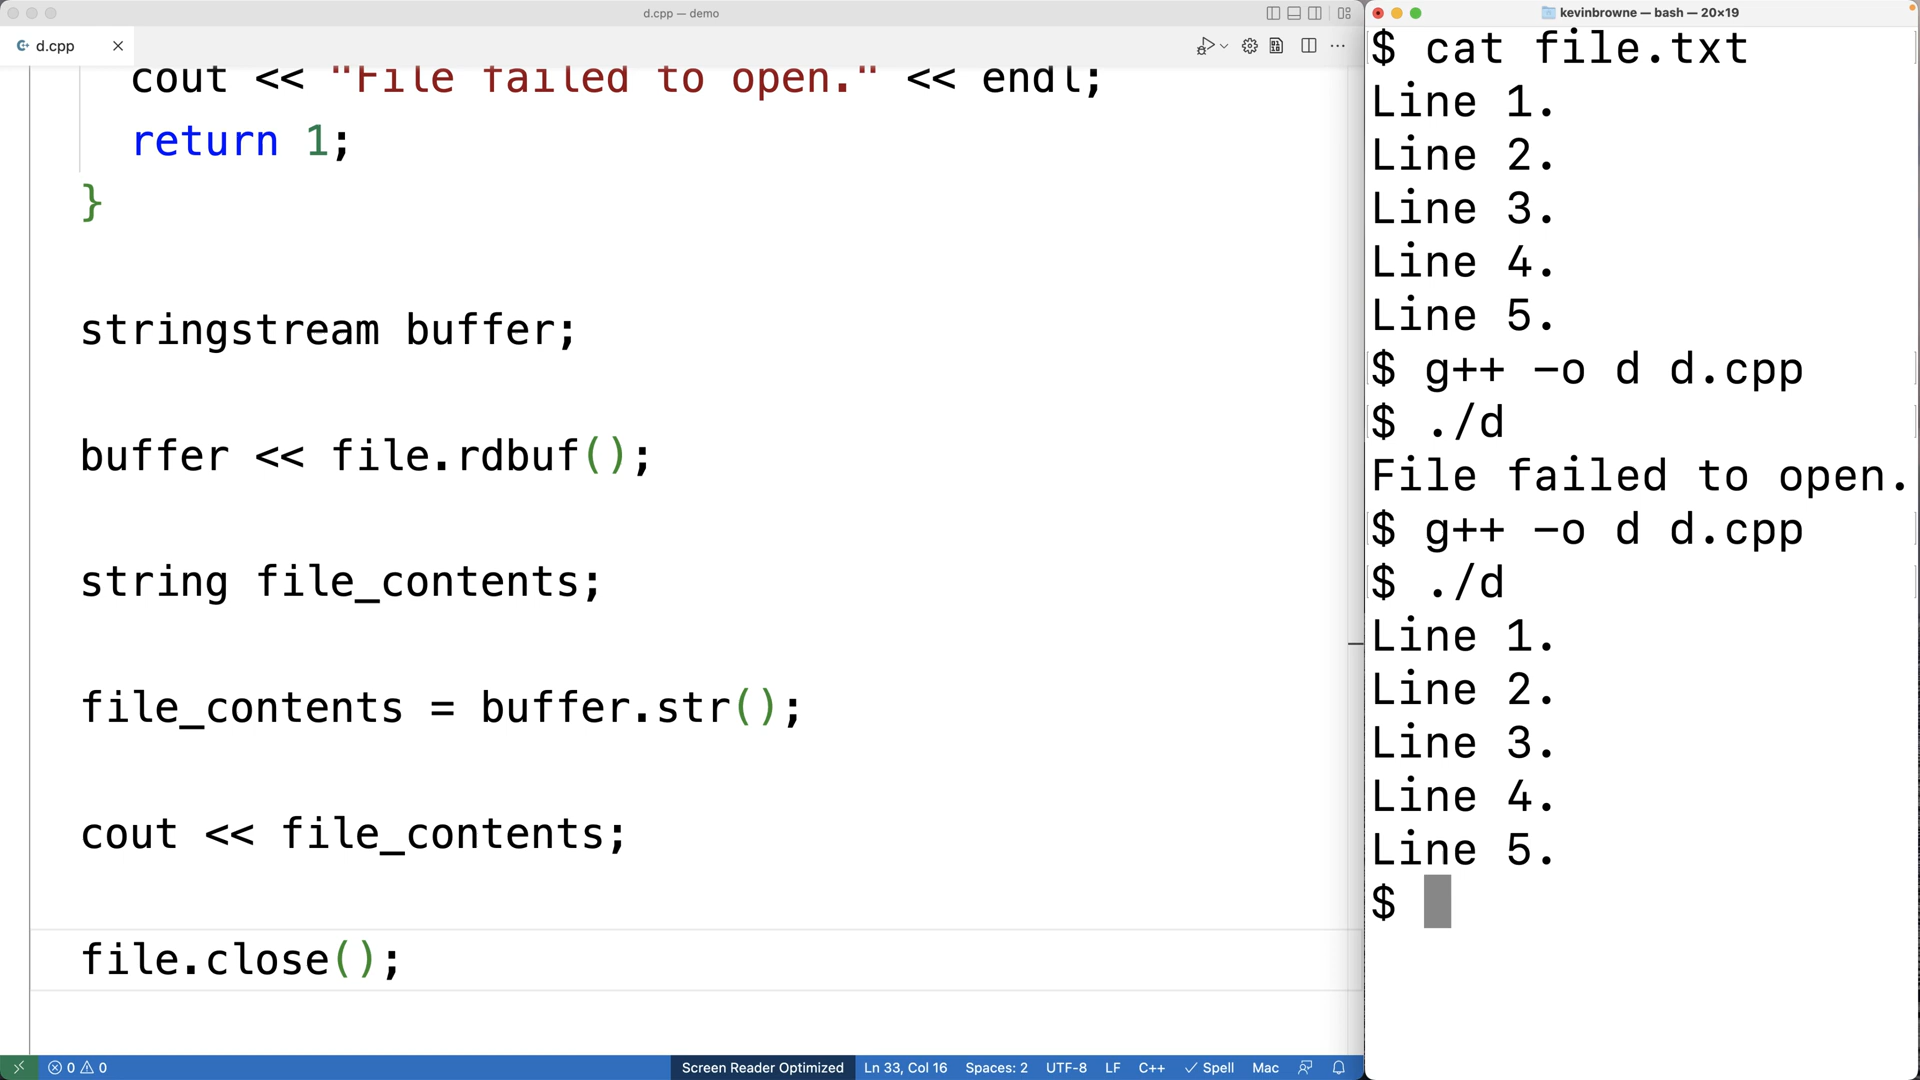 d.cpp — demo
d.cpp
cout << "File failed to open." << endl;
return 1;
}
stringstream buffer;
buffer << file.rdbuf();
string file_contents;
file_contents = buffer.str();
cout << file_contents;
file.close();
0 0
Screen Reader Optimized
Ln 33, Col 16
Spaces: 2
UTF-8
LF
C++
Spell
Mac
kevinbrowne — bash — 20×19
$ cat file.txt
Line 1.
Line 2.
Line 3.
Line 4.
Line 5.
$ g++ -o d d.cpp
$ ./d
File failed to open.
$ g++ -o d d.cpp
$ ./d
Line 1.
Line 2.
Line 3.
Line 4.
Line 5.
$